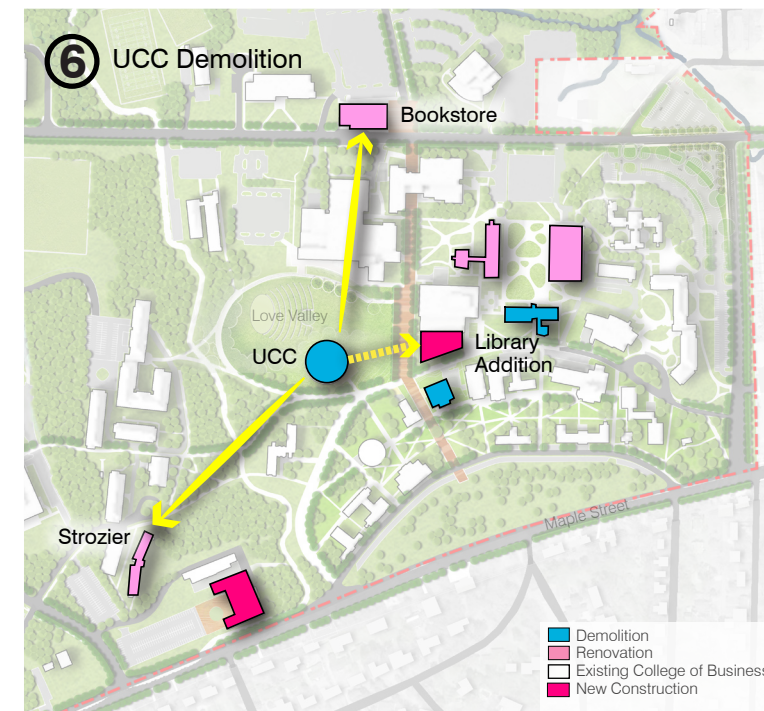 6 UCC Demolition
Bookstore
Love Valley
UCC
Library
Addition
Strozier
Maple Street
Demolition
Renovation
Existing College of Business
New Construction